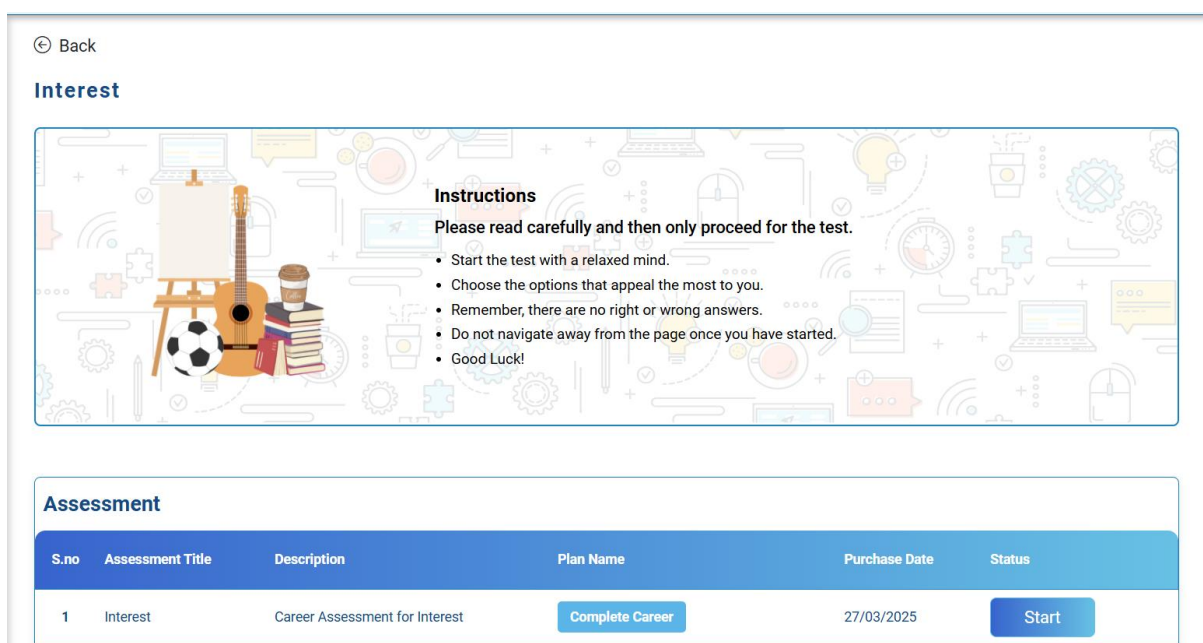 Back
Interest
Instructions
Please read carefully and then only proceed for the test.
• Start the test with a relaxed mind.
• Choose the options that appeal the most to you.
• Remember, there are no right or wrong answers.
• Do not navigate away from the page once you have started.
• Good Luck!
Assessment
S.no Assessment Title Description Plan Name Purchase Date Status
1 Interest Career Assessment for Interest Complete Career 27/03/2025 Start